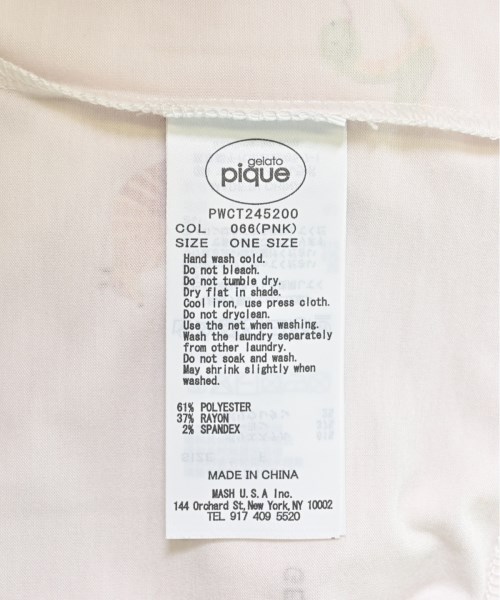 gelato
pique
PWCT245200
COL 066(PNK)
SIZE ONE SIZE
Hand wash cold.
Do not bleach.
Do not tumble dry.
Dry flat in shade.
Cool iron, use press cloth.
Do not dryclean.
Use the net when washing.
Wash the laundry separately
from other laundry.
Do not soak and wash.
May shrink slightly when
washed.
61% POLYESTER
37% RAYON
2% SPANDEX
MADE IN CHINA
MASH U.S.A Inc.
144 Orchard St, New York, NY 10002
TEL 917 409 5520